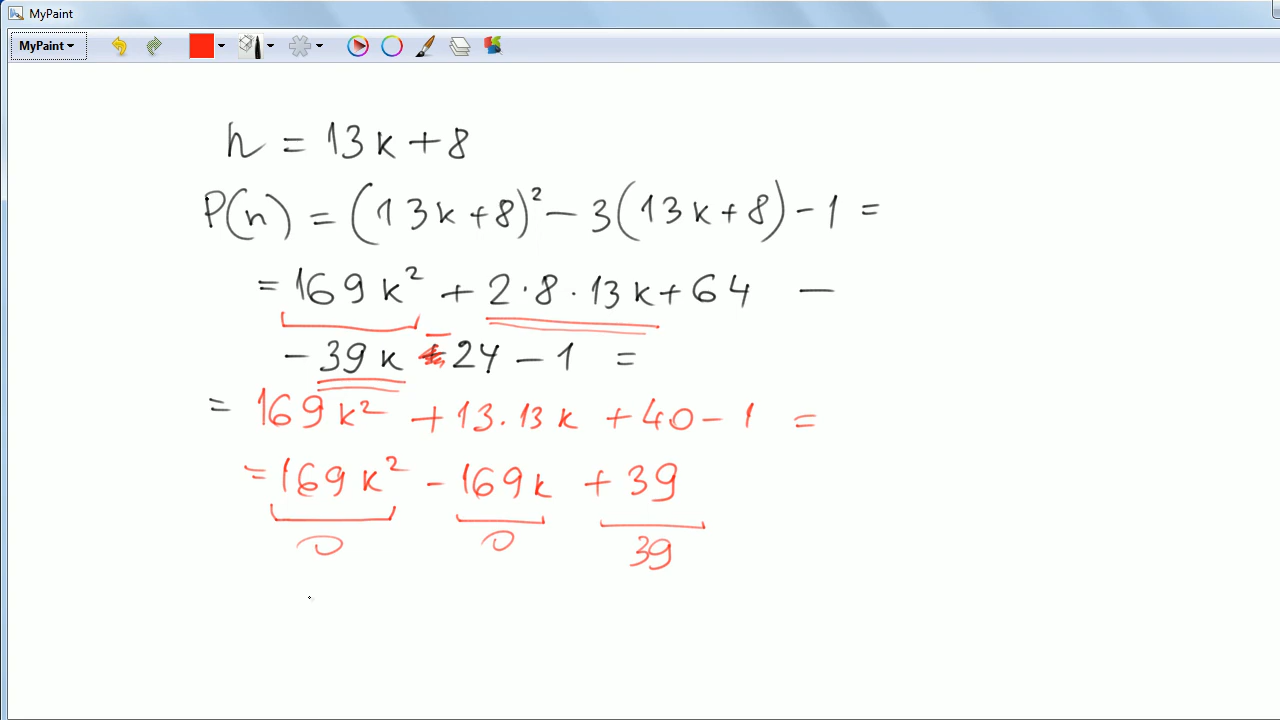 MyPaint
MyPaint
n = 13k + 8
P(n) = (13k + 8)² − 3(13k + 8) − 1 =
= 169k² + 2·8·13k + 64 −
− 39k − 24 − 1 =
= 169k² + 13·13k + 40 − 1 =
= 169k² − 169k + 39
0 0 39